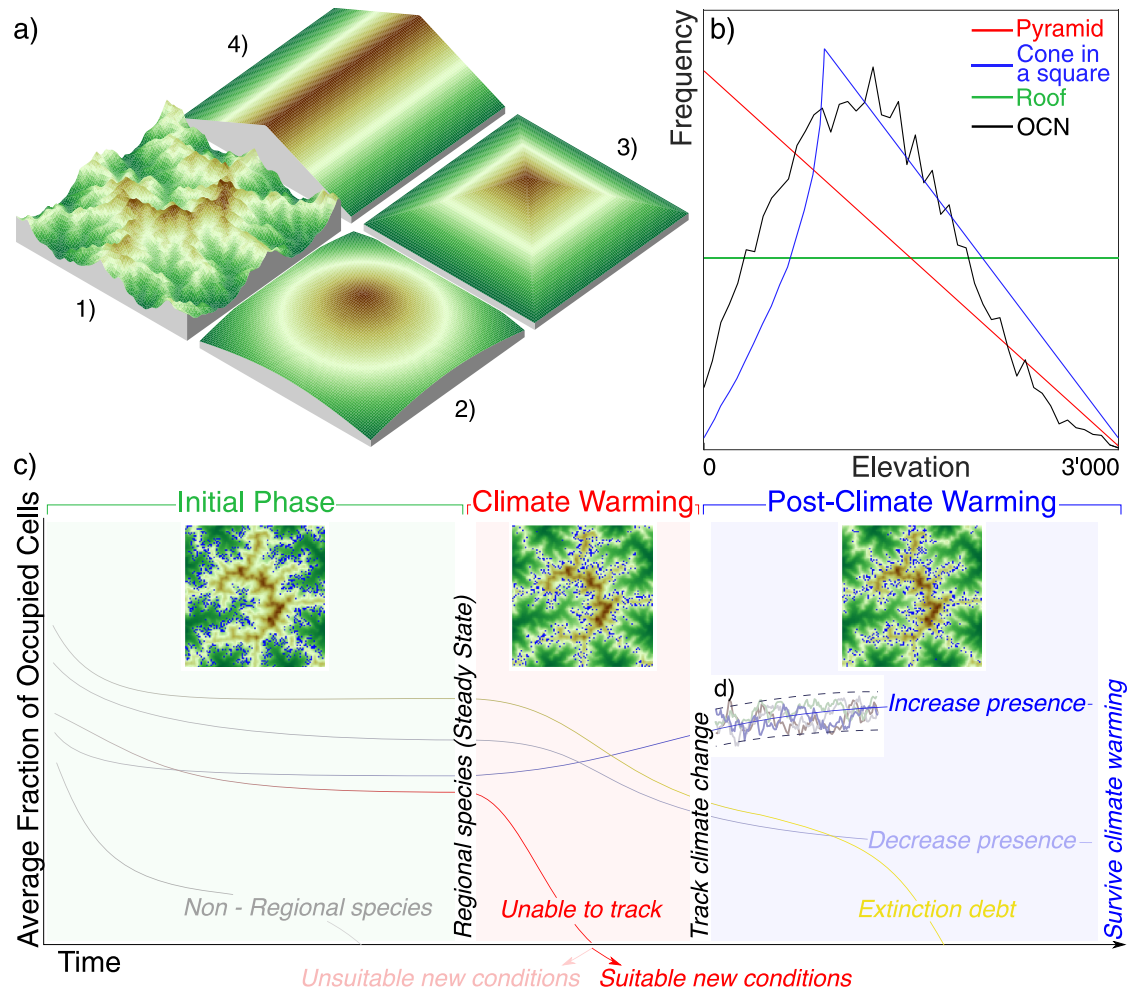 a)
4)
3)
1)
2)
b)
Pyramid
Cone in
a square
Roof
OCN
Frequency
0
Elevation
3'000
c)
Initial Phase
Climate Warming
Post-Climate Warming
Average Fraction of Occupied Cells
Regional species (Steady State)
Track climate change
Survive climate warming
d)
Increase presence
Decrease presence
Non - Regional species
Unable to track
Extinction debt
Time
Unsuitable new conditions
Suitable new conditions